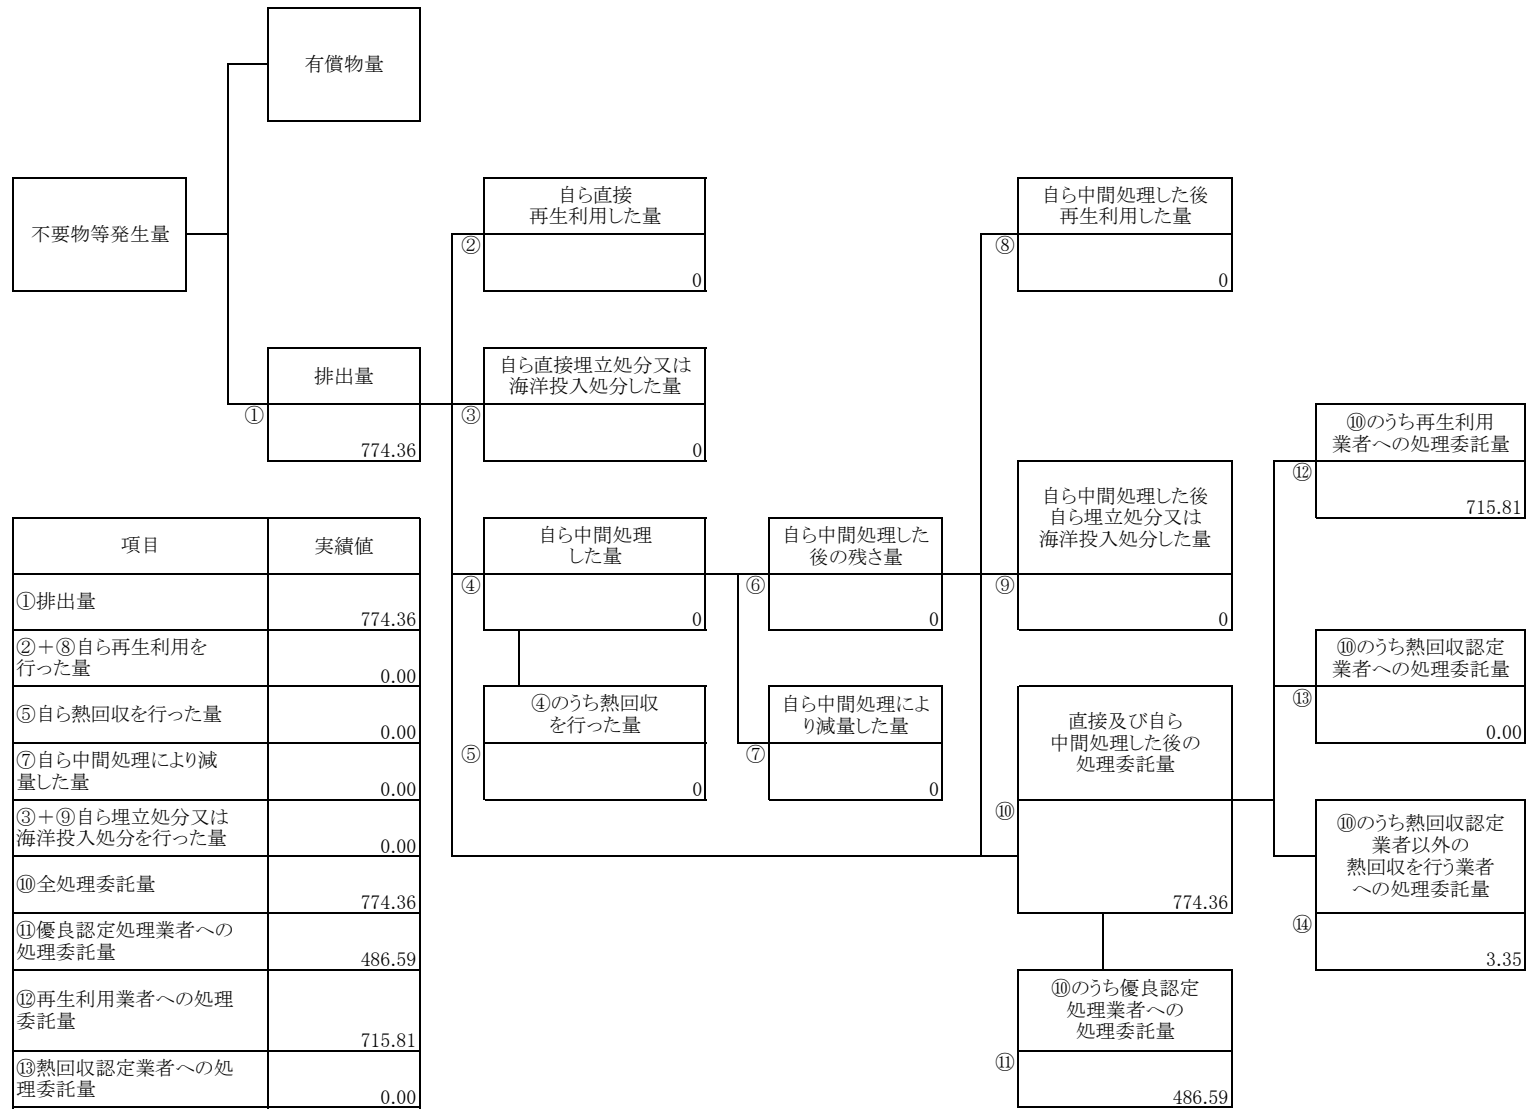 有償物量
不要物等発生量
自ら直接
再生利用した量
②
0
自ら中間処理した後
再生利用した量
⑧
0
排出量
①
774.36
自ら直接埋立処分又は
海洋投入処分した量
③
0
⑩のうち再生利用
業者への処理委託量
⑫
715.81
自ら中間処理
した量
④
0
自ら中間処理した
後の残さ量
⑥
0
自ら中間処理した後
自ら埋立処分又は
海洋投入処分した量
⑨
0
⑩のうち熱回収認定
業者への処理委託量
⑬
0.00
④のうち熱回収
を行った量
⑤
0
自ら中間処理によ
り減量した量
⑦
0
直接及び自ら
中間処理した後の
処理委託量
⑩
774.36
⑩のうち熱回収認定
業者以外の
熱回収を行う業者
への処理委託量
⑭
3.35
⑩のうち優良認定
処理業者への
処理委託量
⑪
486.59
項目 実績値
①排出量
774.36
②＋⑧自ら再生利用を
行った量
0.00
⑤自ら熱回収を行った量
0.00
⑦自ら中間処理により減
量した量
0.00
③＋⑨自ら埋立処分又は
海洋投入処分を行った量
0.00
⑩全処理委託量
774.36
⑪優良認定処理業者への
処理委託量
486.59
⑫再生利用業者への処理
委託量
715.81
⑬熱回収認定業者への処
理委託量
0.00